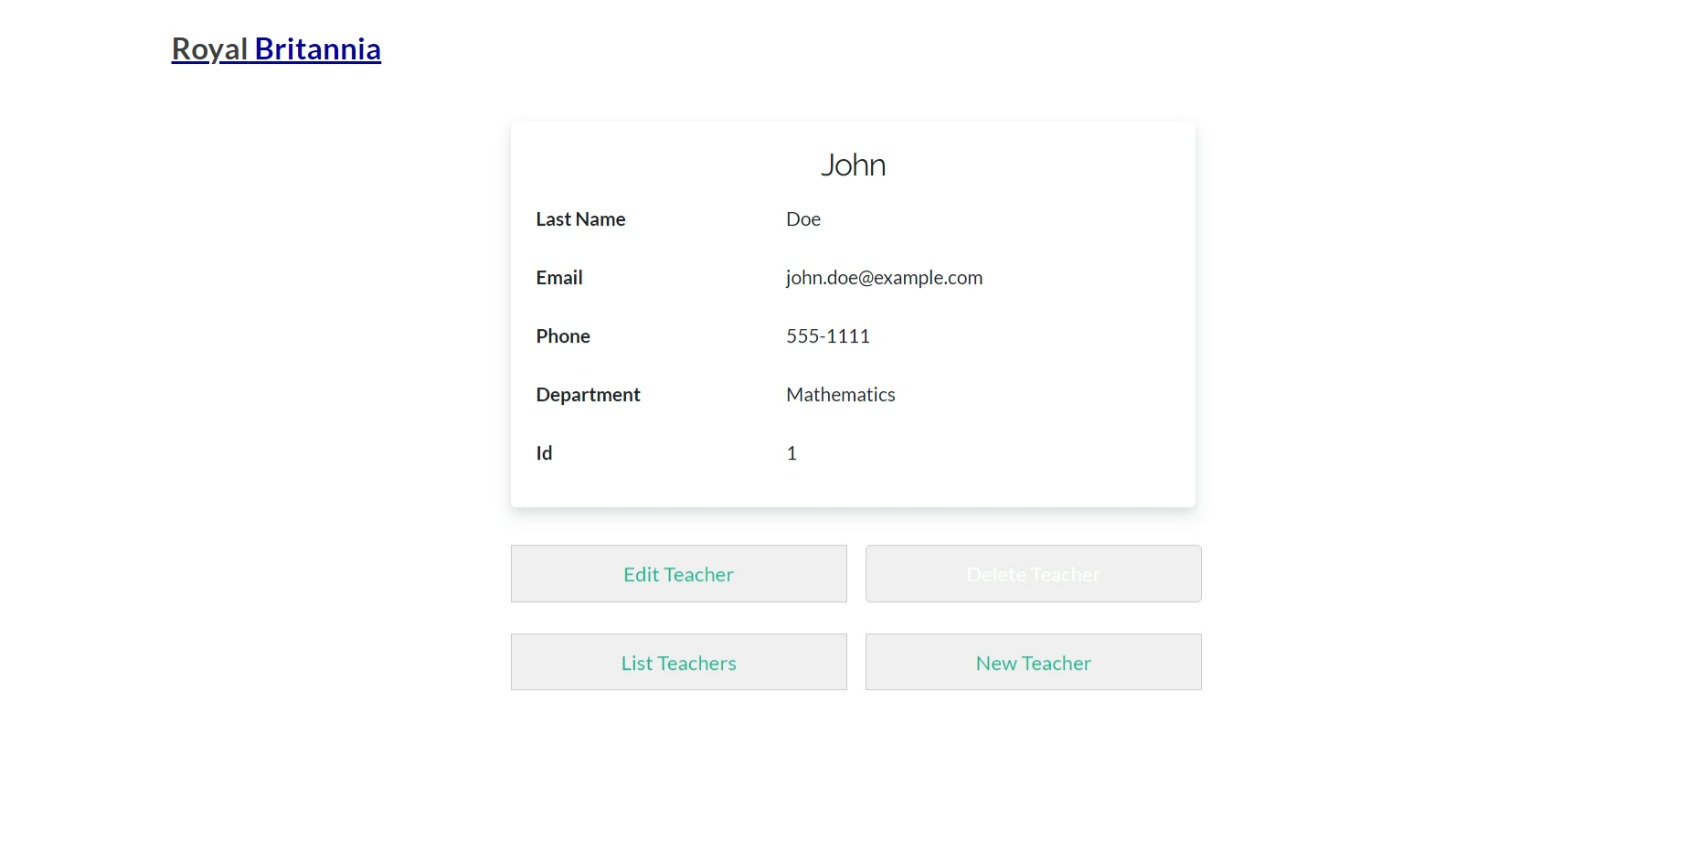 Royal Britannia
John
Last Name Doe
Email john.doe@example.com
Phone 555-1111
Department Mathematics
Id 1
Edit Teacher Delete Teacher
List Teachers New Teacher